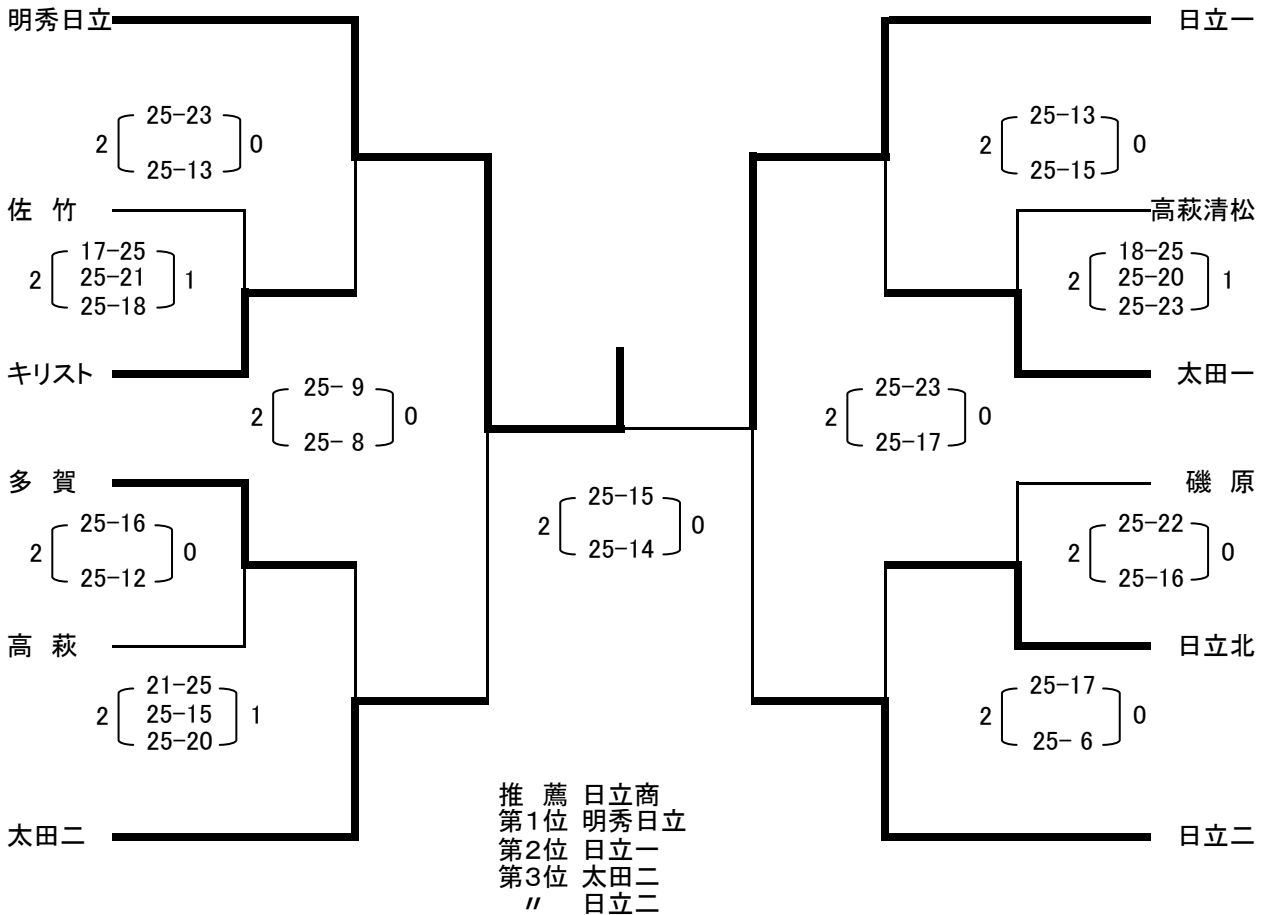 明秀日立
日立一
25-23
2 0
25-13
25-13
2 0
25-15
佐 竹
高萩清松
17-25
2 25-21 1
25-18
18-25
2 25-20 1
25-23
キリスト
太田一
25- 9
2 0
25- 8
25-23
2 0
25-17
多 賀
磯 原
25-16
2 0
25-12
25-15
2 0
25-14
25-22
2 0
25-16
高 萩
日立北
21-25
2 25-15 1
25-20
25-17
2 0
25- 6
太田二
日立二
推 薦 日立商
第1位 明秀日立
第2位 日立一
第3位 太田二
〃 日立二